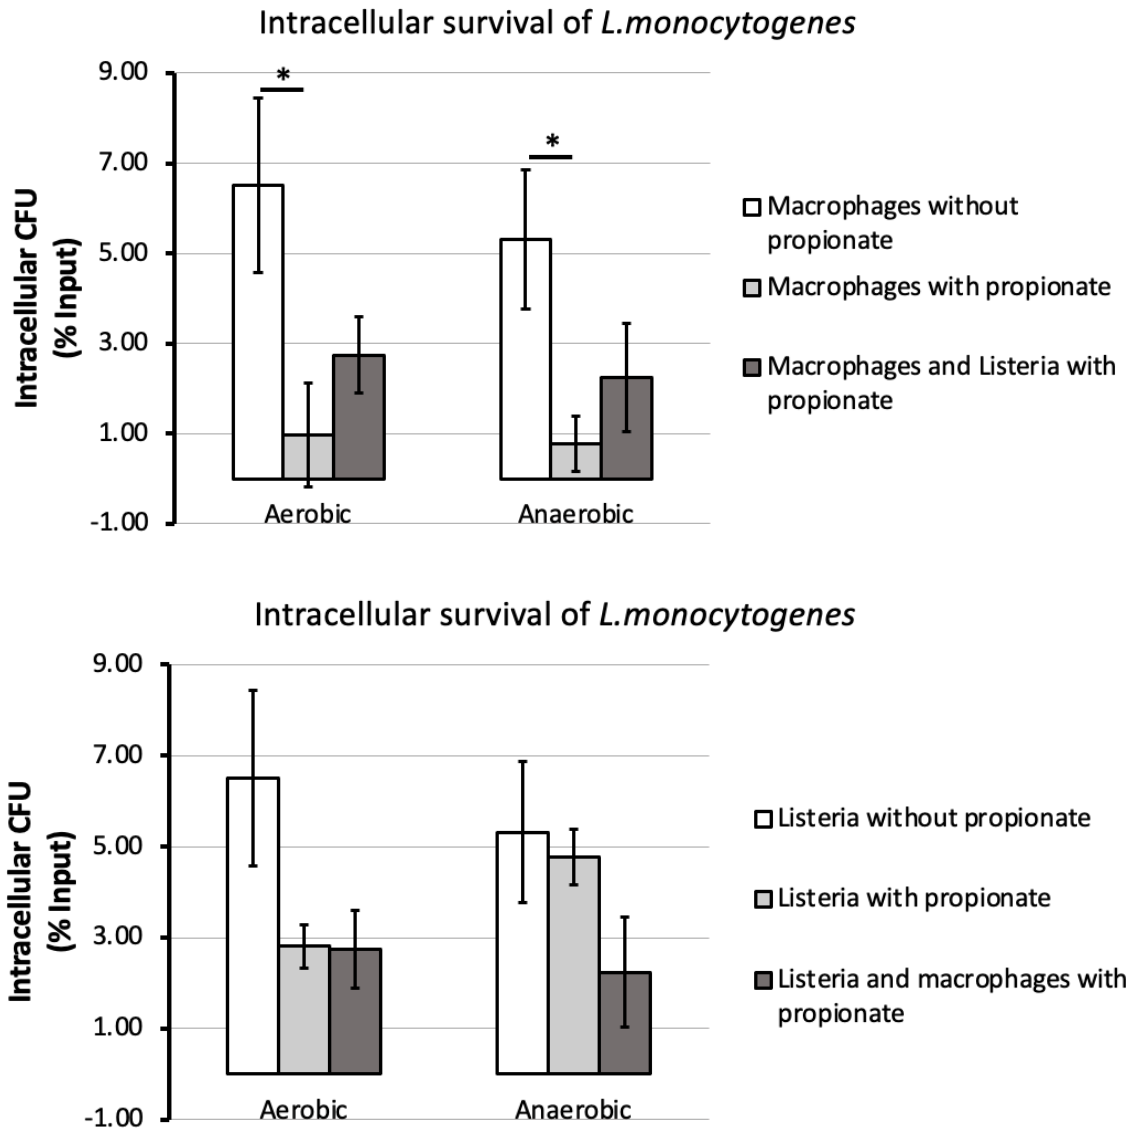 Intracellular survival of L.monocytogenes
9.00
*
7.00
*
5.00
3.00
1.00
-1.00
Intracellular CFU
(% Input)
Aerobic
Anaerobic
Macrophages without
propionate
Macrophages with propionate
Macrophages and Listeria with
propionate
Intracellular survival of L.monocytogenes
9.00
7.00
5.00
3.00
1.00
-1.00
Intracellular CFU
(% Input)
Aerobic
Anaerobic
Listeria without propionate
Listeria with propionate
Listeria and macrophages with
propionate